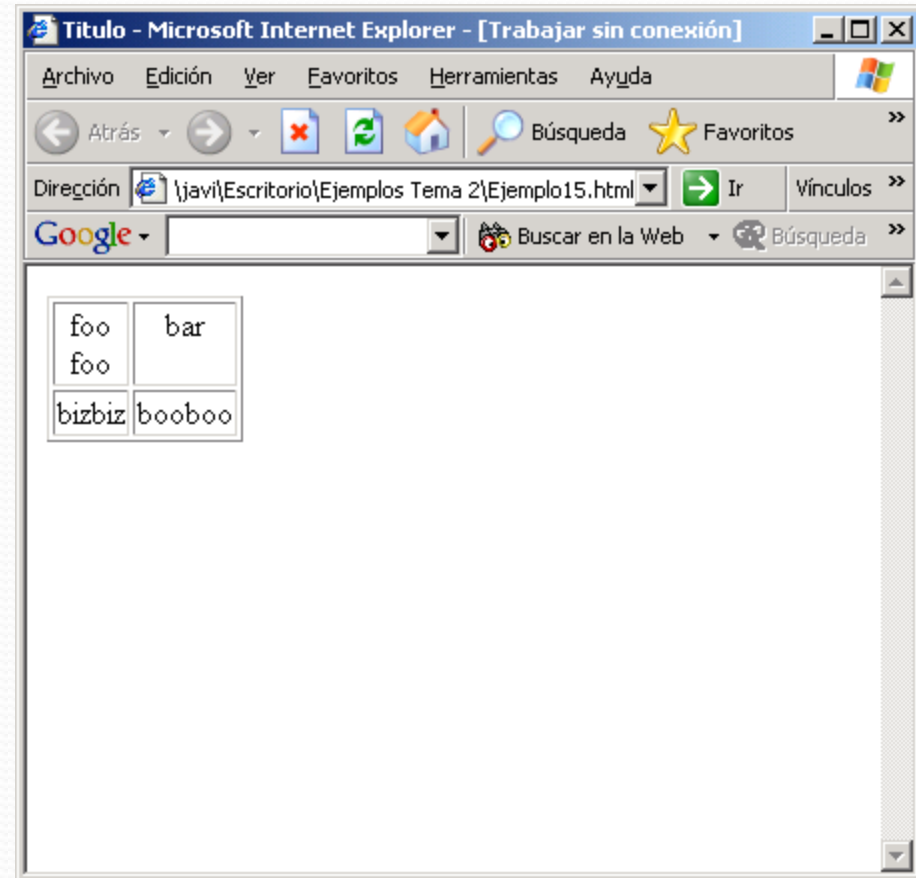 Titulo - Microsoft Internet Explorer - [Trabajar sin conexión]
Archivo Edición Ver Favoritos Herramientas Ayuda
Atrás Búsqueda Favoritos »
Dirección \javi\Escritorio\Ejemplos Tema 2\Ejemplo15.html Ir Vínculos »
Google Buscar en la Web Búsqueda »
foo bar
foo
bizbiz booboo